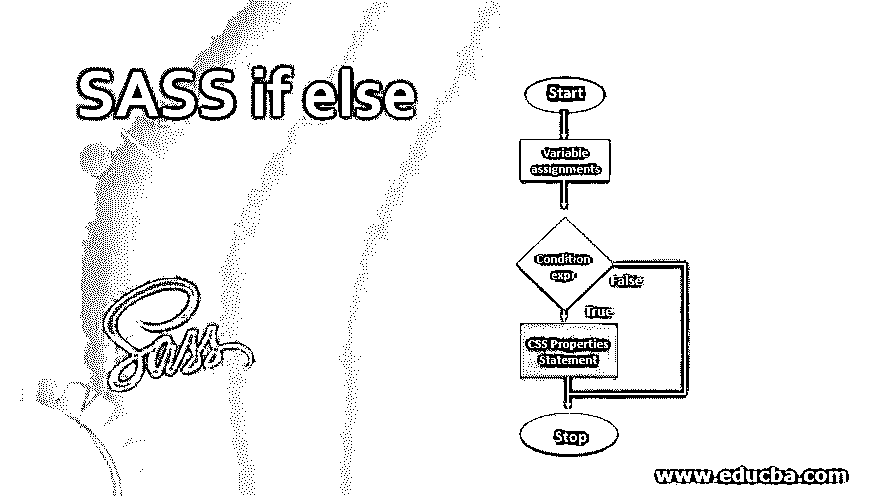 SASS if else
Start
Variable
assignments
Condition
expr
False
True
CSS Properties
Statement
Stop
Sass
www.educba.com